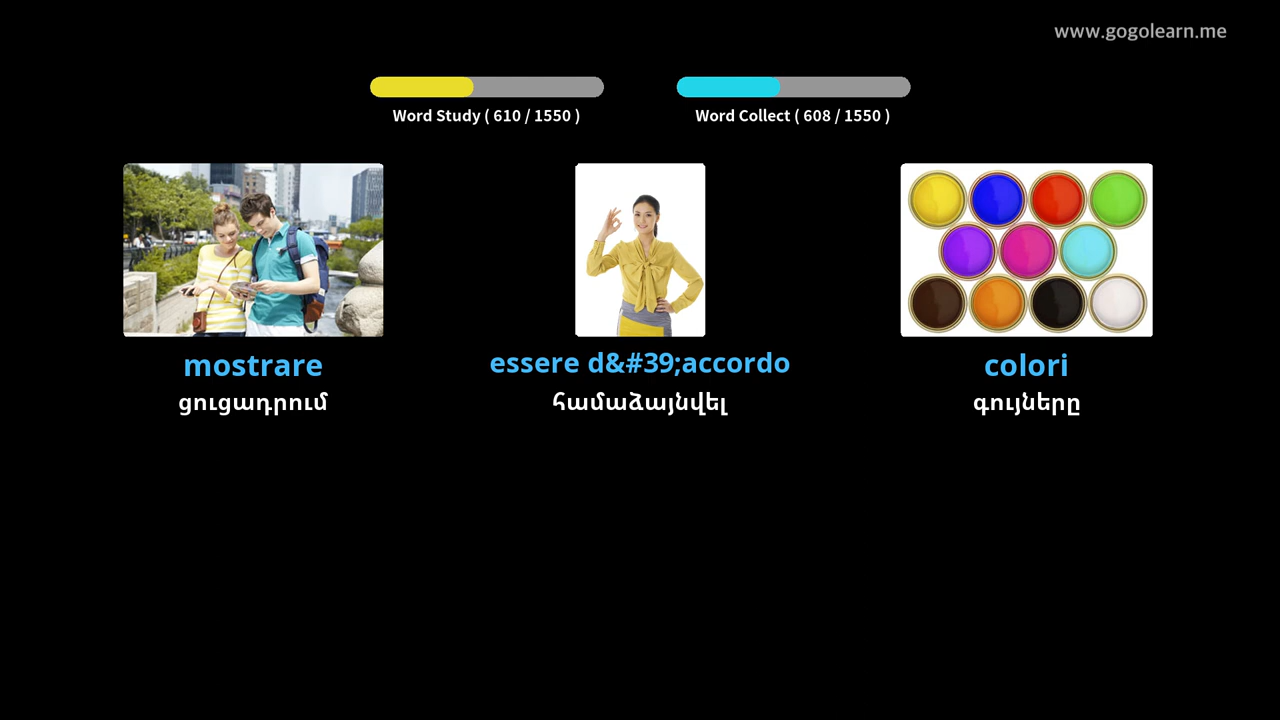 www.gogolearn.me
Word Study ( 610 / 1550 )
Word Collect ( 608 / 1550 )
mostrare
essere d&#39;accordo
colori
ցուցադրում
համաձայնվել
գույները